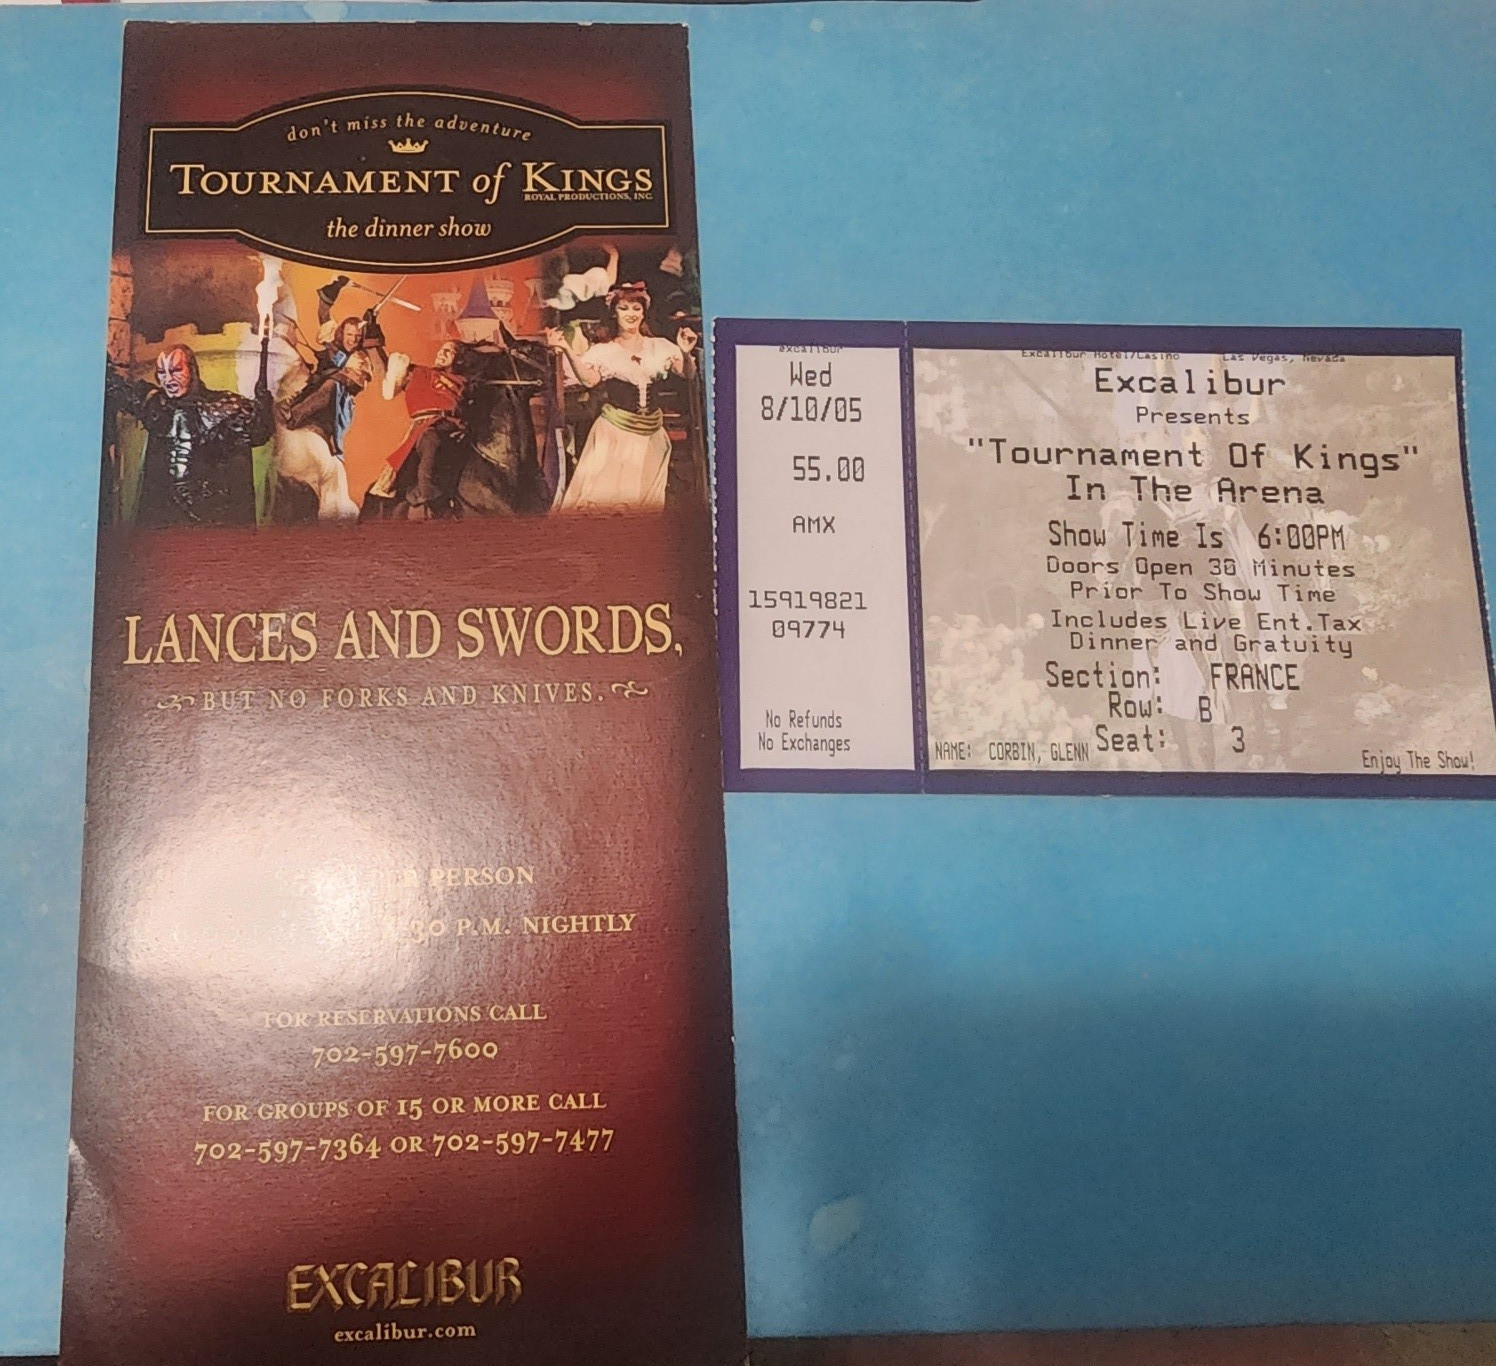 don't miss the adventure
TOURNAMENT of KINGS
ROYAL PRODUCTIONS, INC.
the dinner show
LANCES AND SWORDS,
BUT NO FORKS AND KNIVES.
PERSON
30 P.M. NIGHTLY
FOR RESERVATIONS CALL
702-597-7600
FOR GROUPS OF 15 OR MORE CALL
702-597-7364 OR 702-597-7477
EXCALIBUR
excalibur.com
excalibur
Wed
8/10/05
55.00
AMX
15919821
09774
No Refunds
No Exchanges
Excalibur Hotel/Casino Las Vegas, Nevada
Excalibur
Presents
"Tournament Of Kings"
In The Arena
Show Time Is 6:00PM
Doors Open 30 Minutes
Prior To Show Time
Includes Live Ent.Tax
Dinner and Gratuity
Section: FRANCE
Row: B
Seat: 3
NAME: CORBIN, GLENN
Enjoy The Show!